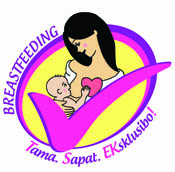 BREASTFEEDING
Tama. Sapat. EKsklusibo!